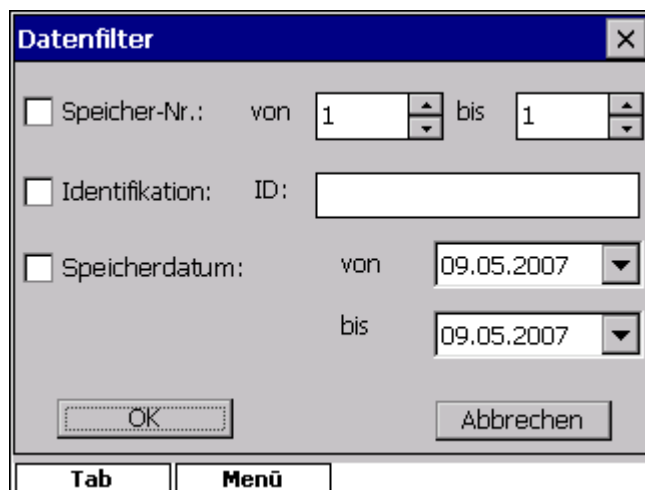 Datenfilter
Speicher-Nr.: von 1 bis 1
Identifikation: ID:
Speicherdatum: von 09.05.2007
bis 09.05.2007
OK Abbrechen
Tab Menü